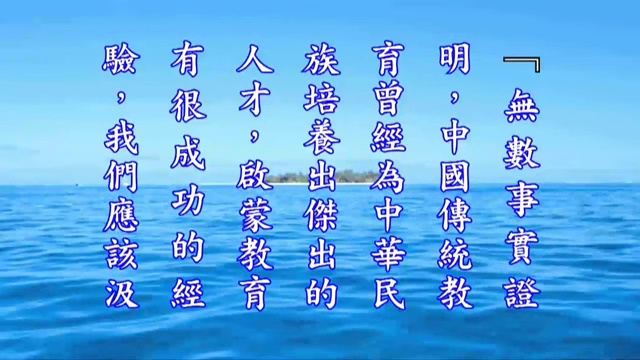 『無數事實證
明，中國傳統教
育曾經為中華民
族培養出傑出的
人才，啟蒙教育
有很成功的經
驗，我們應該汲